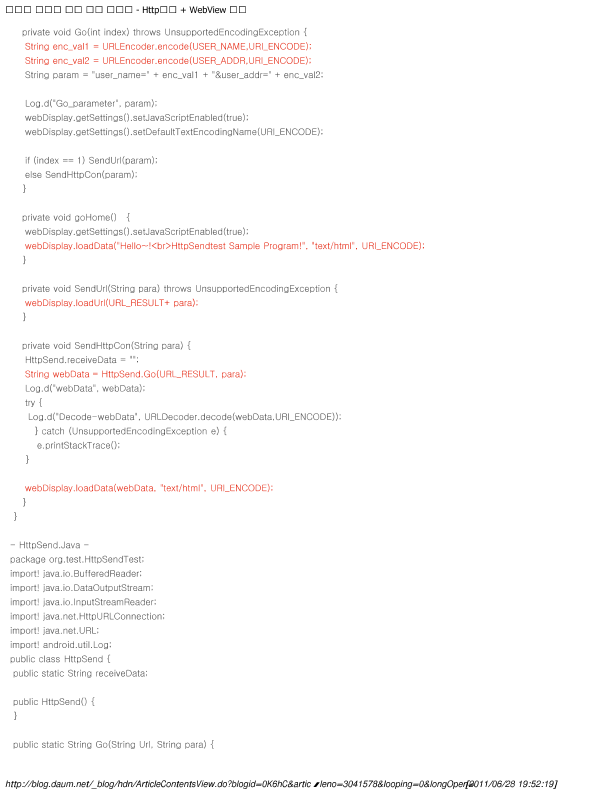 - Http + WebView
private void Go(int index) throws UnsupportedEncodingException {
String enc_val1 = URLEncoder.encode(USER_NAME,URI_ENCODE);
String enc_val2 = URLEncoder.encode(USER_ADDR,URI_ENCODE);
String param = "user_name=" + enc_val1 + "&user_addr=" + enc_val2;
Log.d("Go_parameter", param);
webDisplay.getSettings().setJavaScriptEnabled(true);
webDisplay.getSettings().setDefaultTextEncodingName(URI_ENCODE);
if (index == 1) SendUrl(param);
else SendHttpCon(param);
}
private void goHome() {
webDisplay.getSettings().setJavaScriptEnabled(true);
webDisplay.loadData("Hello~!<br>HttpSendtest Sample Program!", "text/html", URI_ENCODE);
}
private void SendUrl(String para) throws UnsupportedEncodingException {
webDisplay.loadUrl(URL_RESULT+ para);
}
private void SendHttpCon(String para) {
HttpSend.receiveData = "";
String webData = HttpSend.Go(URL_RESULT, para);
Log.d("webData", webData);
try {
Log.d("Decode-webData", URLDecoder.decode(webData,URI_ENCODE));
} catch (UnsupportedEncodingException e) {
e.printStackTrace();
}
webDisplay.loadData(webData, "text/html", URI_ENCODE);
}
}
- HttpSend.Java -
package org.test.HttpSendTest;
import! java.io.BufferedReader;
import! java.io.DataOutputStream;
import! java.io.InputStreamReader;
import! java.net.HttpURLConnection;
import! java.net.URL;
import! android.util.Log;
public class HttpSend {
public static String receiveData;
public HttpSend() {
}
public static String Go(String Url, String para) {
http://blog.daum.net/_blog/hdn/ArticleContentsView.do?blogid=0K6hC&articleno=3041578&looping=0&longOpen=[2011/06/28 19:52:19]